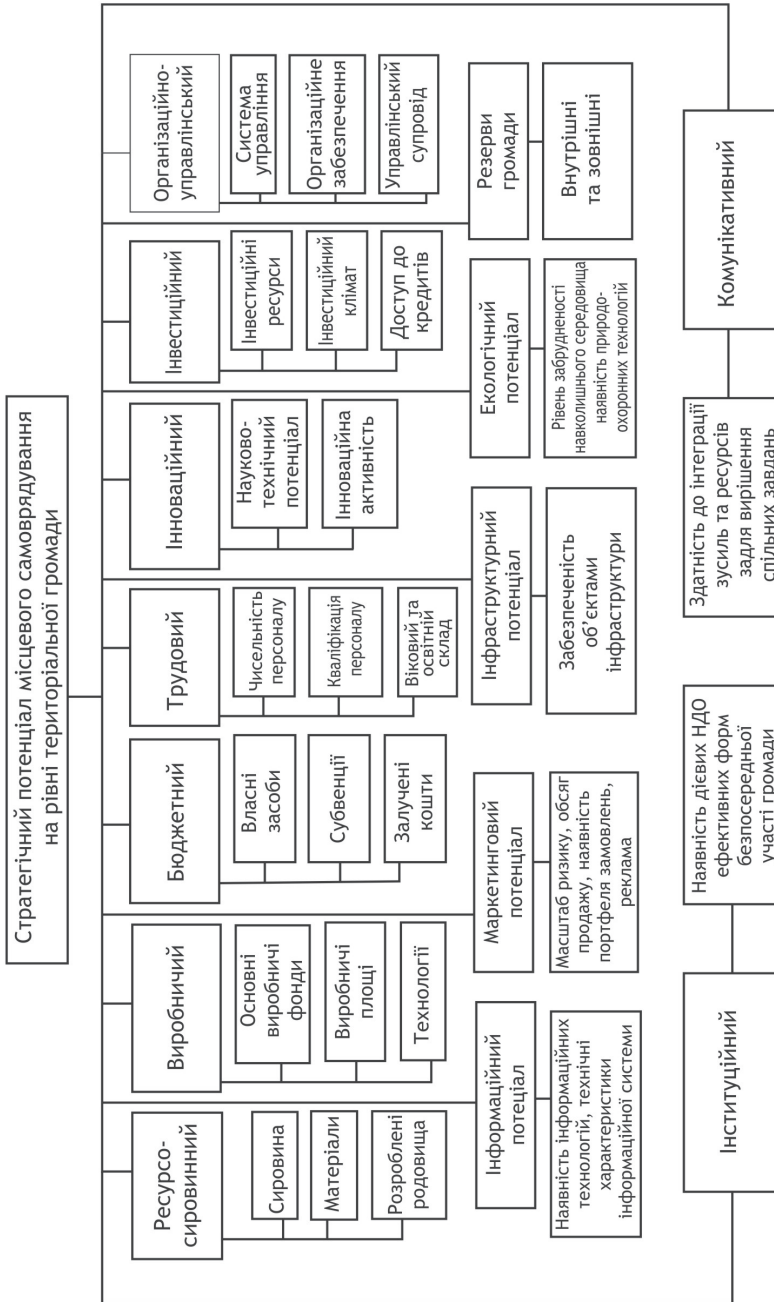 Стратегічний потенціал місцевого самоврядування
на рівні територіальної громади
Ресурсо-
сировинний
Сировина
Матеріали
Розроблені
родовища
Виробничий
Основні
виробничі
фонди
Виробничі
площі
Технології
Бюджетний
Власні
засоби
Субвенції
Залучені
кошти
Трудовий
Чисельність
персоналу
Кваліфікація
персоналу
Віковий та
освітній
склад
Інноваційний
Науково-
технічний
потенціал
Інноваційна
активність
Інвестиційний
Інвестиційні
ресурси
Інвестиційний
клімат
Доступ до
кредитів
Організаційно-
управлінський
Система
управління
Організаційне
забезпечення
Управлінський
супровід
Інформаційний
потеціал
Наявність інформаційних
технологій, технічні
характеристики
інформаційної системи
Маркетинговий
потенціал
Масштаб ризику, обсяг
продажу, наявність
портфеля замовлень,
реклама
Інфраструктурний
потенціал
Забезпеченість
об’єктами
інфраструктури
Екологічний
потенціал
Рівень забрудненості
навколишнього середовища
наявність природо-
охоронних технологій
Резерви
громади
Внутрішні
та зовнішні
Інституційний
Наявність дієвих НДО
ефективних форм
безпосередньої
участі громади
Здатність до інтеграції
зусиль та ресурсів
задля вирішення
спільних завдань
Комунікативний